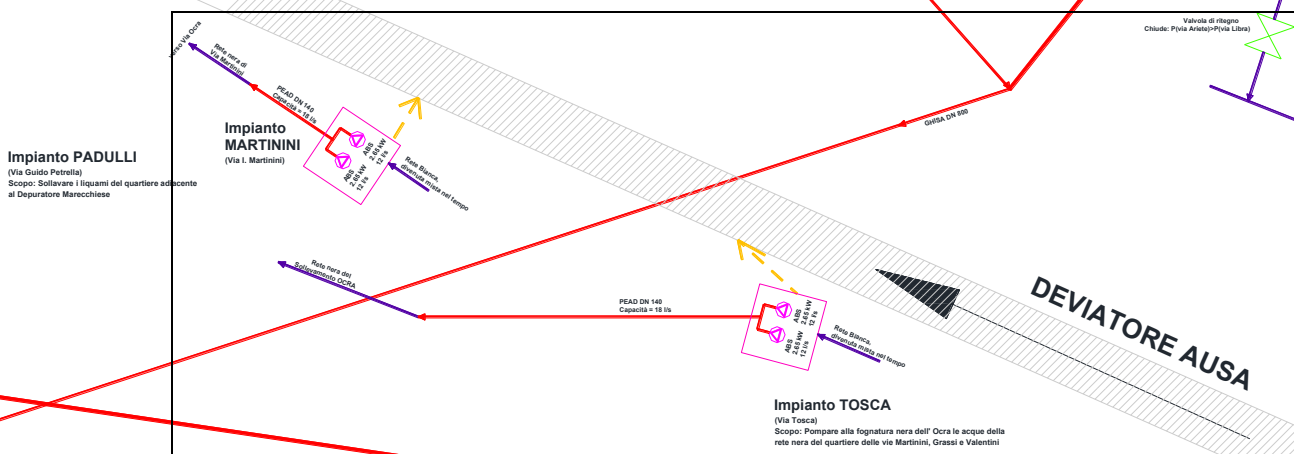 verso Via Ocra
Rete nera di
Via Martinini
PEAD DN 140
Capacità = 18 l/s
Impianto
MARTININI
(Via I. Martinini)
ABS
2.65 kW
12 l/s
ABS
2.65 kW
12 l/s
Rete Bianca,
divenuta mista nel tempo
Impianto PADULLI
(Via Guido Petrella)
Scopo: Sollavare i liquami del quartiere adiacente
al Depuratore Marecchiese
Valvola di ritegno
Chiude: P(via Ariete)>P(via Libra)
GHISA DN 800
Rete nera del
Sollevamento OCRA
PEAD DN 140
Capacità = 18 l/s
ABS
2.65 kW
12 l/s
ABS
2.65 kW
12 l/s
Rete Bianca,
divenuta mista nel tempo
DEVIATORE AUSA
Impianto TOSCA
(Via Tosca)
Scopo: Pompare alla fognatura nera dell' Ocra le acque della
rete nera del quartiere delle vie Martinini, Grassi e Valentini